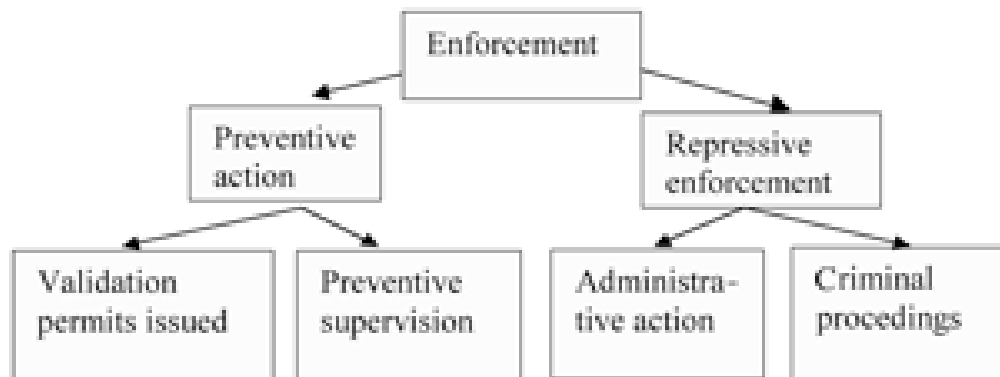 Enforcement
Preventive
action
Repressive
enforcement
Validation
permits issued
Preventive
supervision
Administra-
tive action
Criminal
procedings